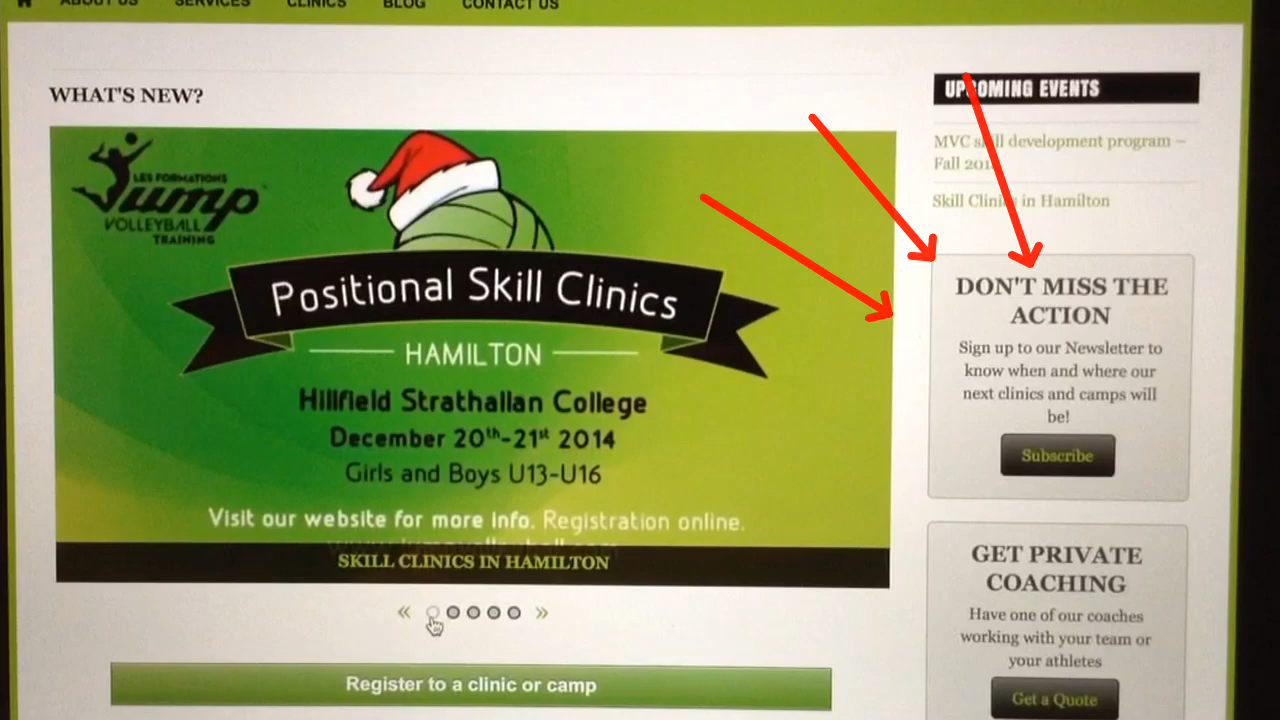 ABOUT US SERVICES CLINICS BLOG CONTACT US
WHAT'S NEW?
LES FORMATIONS
Jump
VOLLEYBALL
TRAINING
Positional Skill Clinics
HAMILTON
Hillfield Strathallan College
December 20th-21st 2014
Girls and Boys U13-U16
Visit our website for more info. Registration online.
SKILL CLINICS IN HAMILTON
« »
Register to a clinic or camp
UPCOMING EVENTS
MVC skill development program –
Fall
Skill Clinics in Hamilton
DON'T MISS THE
ACTION
Sign up to our Newsletter to
know when and where our
next clinics and camps will
be!
Subscribe
GET PRIVATE
COACHING
Have one of our coaches
working with your team or
your athletes
Get a Quote